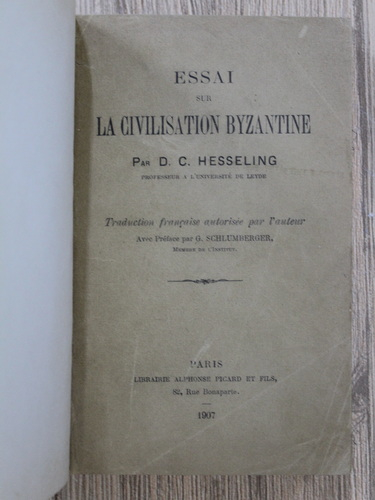 ESSAI
SUR
LA CIVILISATION BYZANTINE
PAR D. C. HESSELING
PROFESSEUR A L'UNIVERSITÉ DE LEYDE
Traduction française autorisée par l'auteur
Avec Préface par G. SCHLUMBERGER,
MEMBRE DE L'INSTITUT.
PARIS
LIBRAIRIE ALPHONSE PICARD ET FILS,
82, Rue Bonaparte.
1907